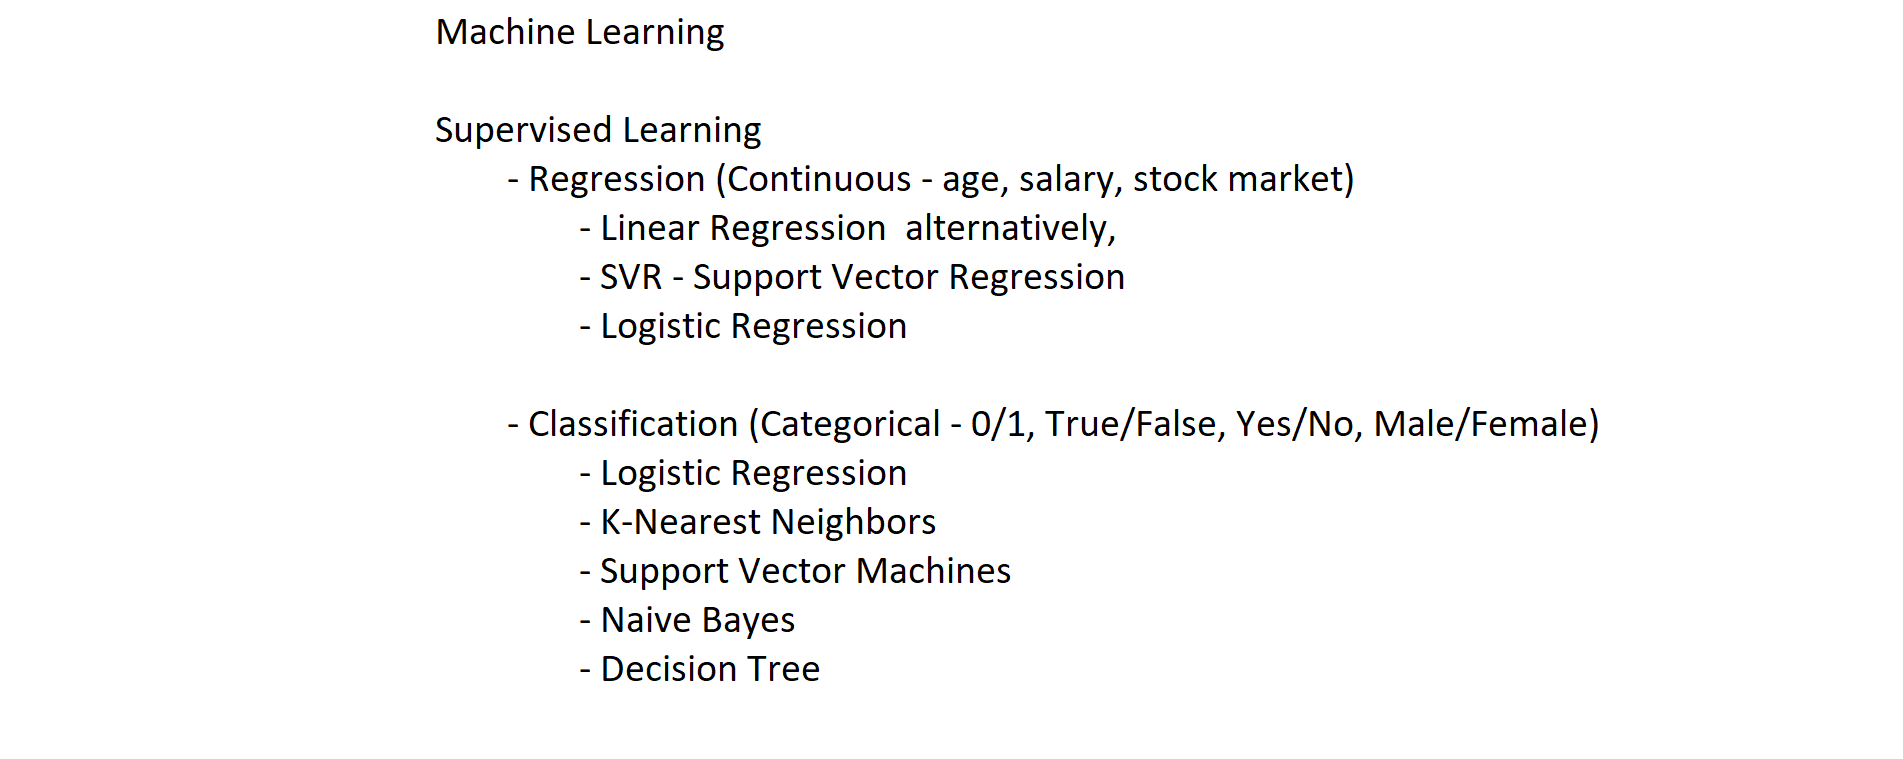 Machine Learning
Supervised Learning
- Regression (Continuous - age, salary, stock market)
- Linear Regression  alternatively,
- SVR - Support Vector Regression
- Logistic Regression
- Classification (Categorical - 0/1, True/False, Yes/No, Male/Female)
- Logistic Regression
- K-Nearest Neighbors
- Support Vector Machines
- Naive Bayes
- Decision Tree